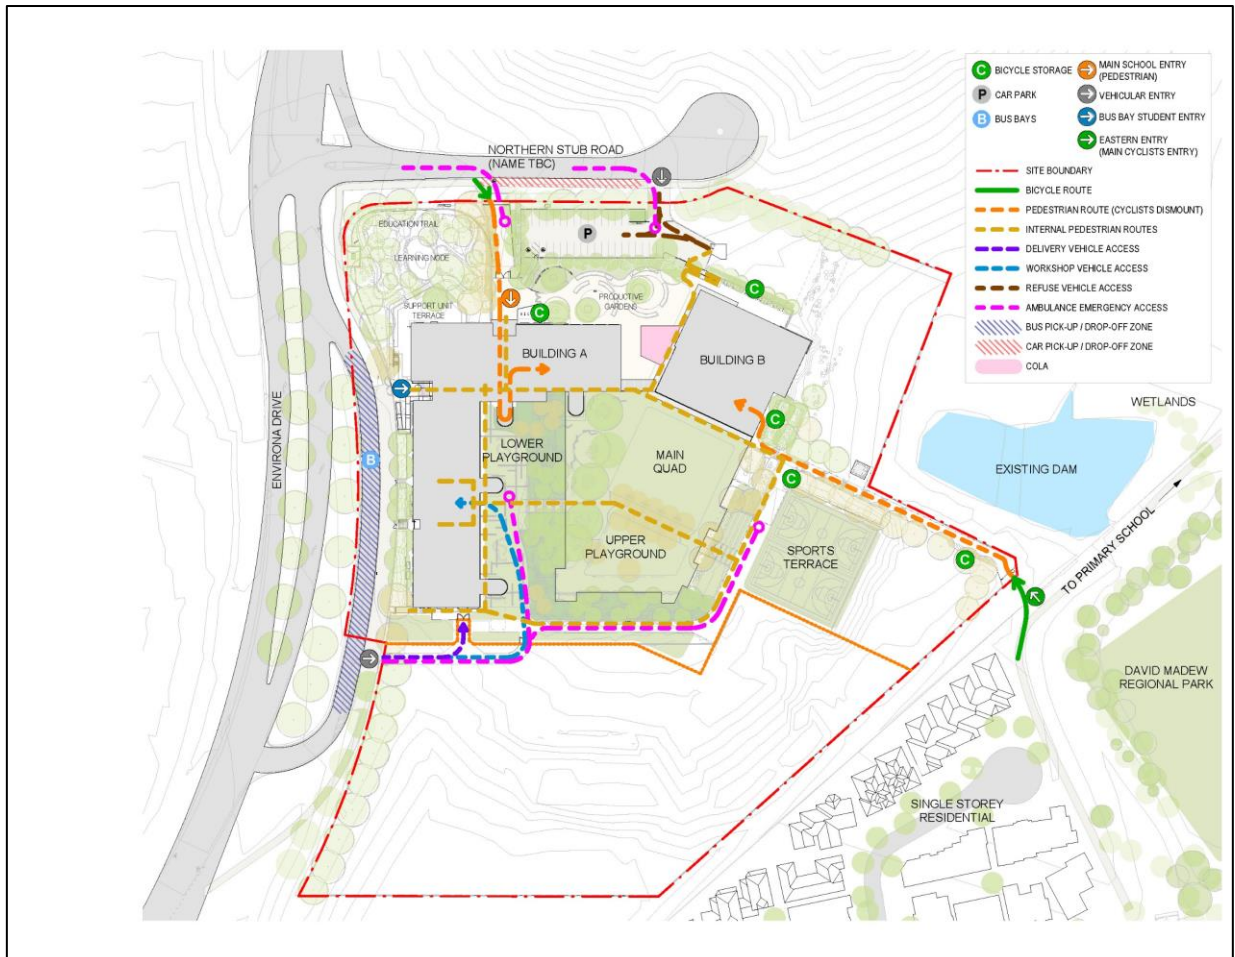 C BICYCLE STORAGE
MAIN SCHOOL ENTRY
(PEDESTRIAN)
P CAR PARK
VEHICULAR ENTRY
B BUS BAYS
BUS BAY STUDENT ENTRY
EASTERN ENTRY
(MAIN CYCLISTS ENTRY)
SITE BOUNDARY
BICYCLE ROUTE
PEDESTRIAN ROUTE (CYCLISTS DISMOUNT)
INTERNAL PEDESTRIAN ROUTES
DELIVERY VEHICLE ACCESS
WORKSHOP VEHICLE ACCESS
REFUSE VEHICLE ACCESS
AMBULANCE EMERGENCY ACCESS
BUS PICK-UP / DROP-OFF ZONE
CAR PICK-UP / DROP-OFF ZONE
COLA
NORTHERN STUB ROAD
(NAME TBC)
EDUCATION TRAIL
P
LEARNING NODE
C
SUPPORT UNIT
TERRACE
PRODUCTIVE
GARDENS
C
BUILDING A
BUILDING B
ENVIRONA DRIVE
WETLANDS
C
LOWER
PLAYGROUND
MAIN
QUAD
B
EXISTING DAM
C
UPPER
PLAYGROUND
SPORTS
TERRACE
C
TO PRIMARY SCHOOL
DAVID MADEW
REGIONAL PARK
SINGLE STOREY
RESIDENTIAL